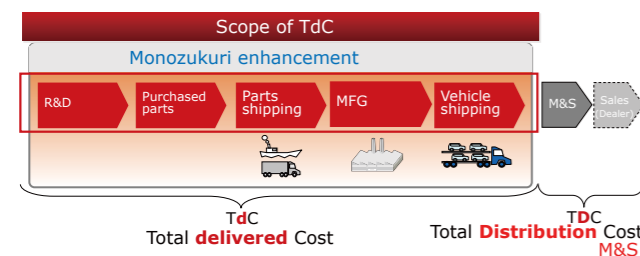 Scope of TdC
Monozukuri enhancement
R&D
Purchased
parts
Parts
shipping
MFG
Vehicle
shipping
M&S
Sales
(Dealer)
TdC
Total delivered Cost
TDC
Total Distribution Cost
M&S